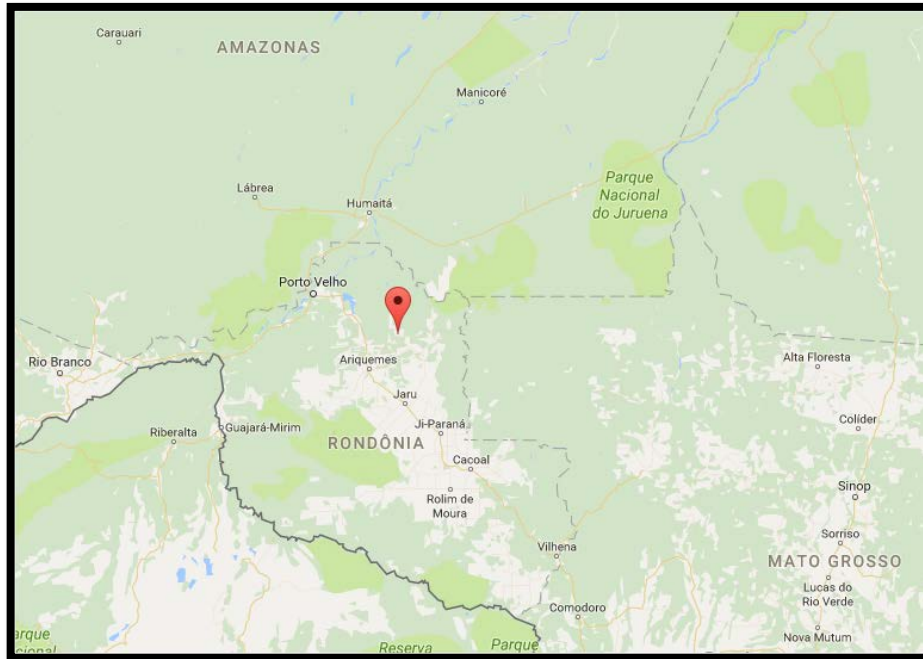 Carauari
AMAZONAS
Manicoré
Parque
Nacional
do Juruena
Lábrea
Humaitá
Porto Velho
Rio Branco
Ariquemes
Alta Floresta
Jaru
Colíder
Riberalta
Guajará-Mirim
Ji-Paraná
RONDÔNIA
Cacoal
Rolim de
Moura
Sinop
Vilhena
Sorriso
MATO GROSSO
Lucas do
Rio Verde
Comodoro
Nova Mutum
arque
acional
Reserva
Parque